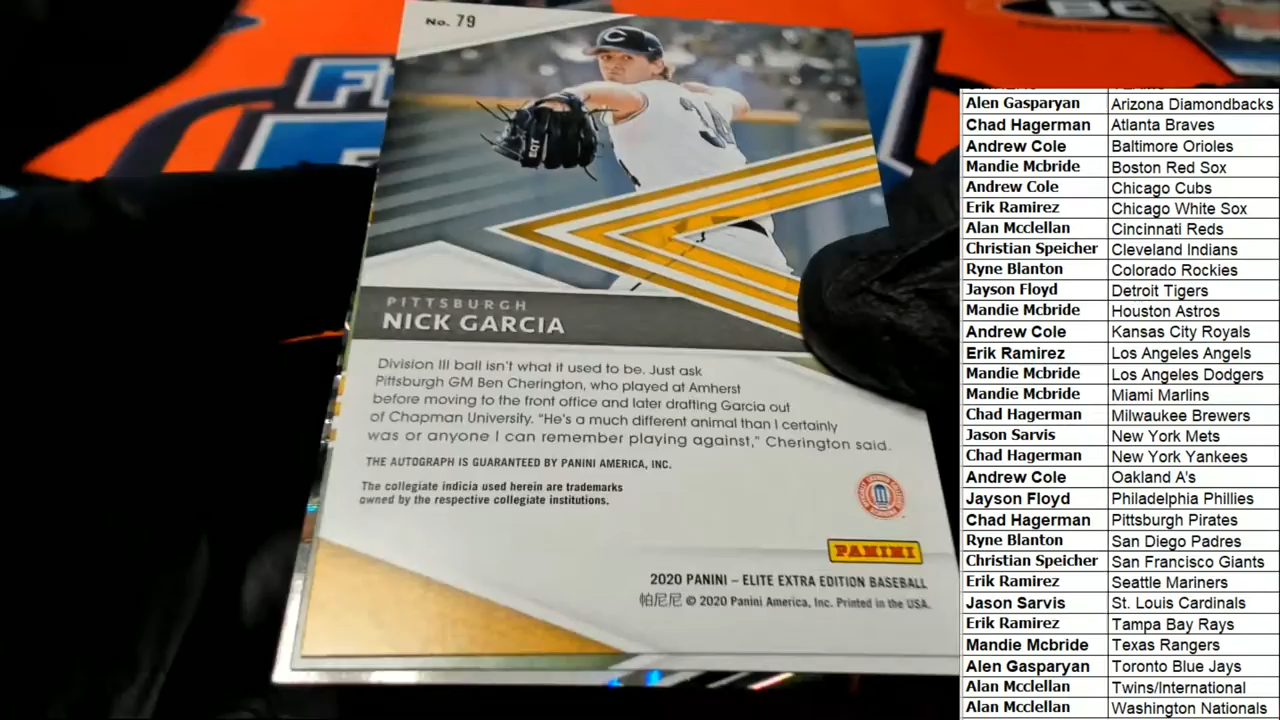 No. 79
C
EQT
PITTSBURGH
NICK GARCIA
Division III ball isn't what it used to be. Just ask
Pittsburgh GM Ben Cherington, who played at Amherst
before moving to the front office and later drafting Garcia out
of Chapman University. "He's a much different animal than I certainly
was or anyone I can remember playing against," Cherington said.
THE AUTOGRAPH IS GUARANTEED BY PANINI AMERICA, INC.
The collegiate indicia used herein are trademarks
owned by the respective collegiate institutions.
PANINI
2020 PANINI – ELITE EXTRA EDITION BASEBALL
帕尼尼 © 2020 Panini America, Inc. Printed in the USA.
Alen Gasparyan Arizona Diamondbacks
Chad Hagerman Atlanta Braves
Andrew Cole Baltimore Orioles
Mandie Mcbride Boston Red Sox
Andrew Cole Chicago Cubs
Erik Ramirez Chicago White Sox
Alan Mcclellan Cincinnati Reds
Christian Speicher Cleveland Indians
Ryne Blanton Colorado Rockies
Jayson Floyd Detroit Tigers
Mandie Mcbride Houston Astros
Andrew Cole Kansas City Royals
Erik Ramirez Los Angeles Angels
Mandie Mcbride Los Angeles Dodgers
Mandie Mcbride Miami Marlins
Chad Hagerman Milwaukee Brewers
Jason Sarvis New York Mets
Chad Hagerman New York Yankees
Andrew Cole Oakland A's
Jayson Floyd Philadelphia Phillies
Chad Hagerman Pittsburgh Pirates
Ryne Blanton San Diego Padres
Christian Speicher San Francisco Giants
Erik Ramirez Seattle Mariners
Jason Sarvis St. Louis Cardinals
Erik Ramirez Tampa Bay Rays
Mandie Mcbride Texas Rangers
Alen Gasparyan Toronto Blue Jays
Alan Mcclellan Twins/International
Alan Mcclellan Washington Nationals